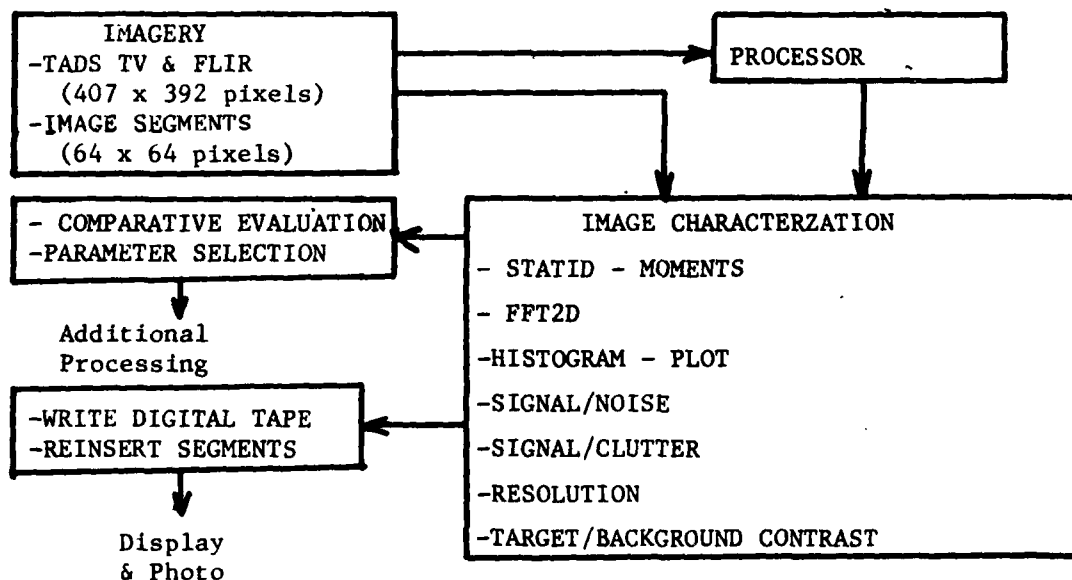 IMAGERY
-TADS TV & FLIR
(407 x 392 pixels)
-IMAGE SEGMENTS
(64 x 64 pixels)
PROCESSOR
- COMPARATIVE EVALUATION
-PARAMETER SELECTION
Additional
Processing
-WRITE DIGITAL TAPE
-REINSERT SEGMENTS
Display
& Photo
IMAGE CHARACTERZATION
- STATID - MOMENTS
- FFT2D
-HISTOGRAM - PLOT
-SIGNAL/NOISE
-SIGNAL/CLUTTER
-RESOLUTION
-TARGET/BACKGROUND CONTRAST